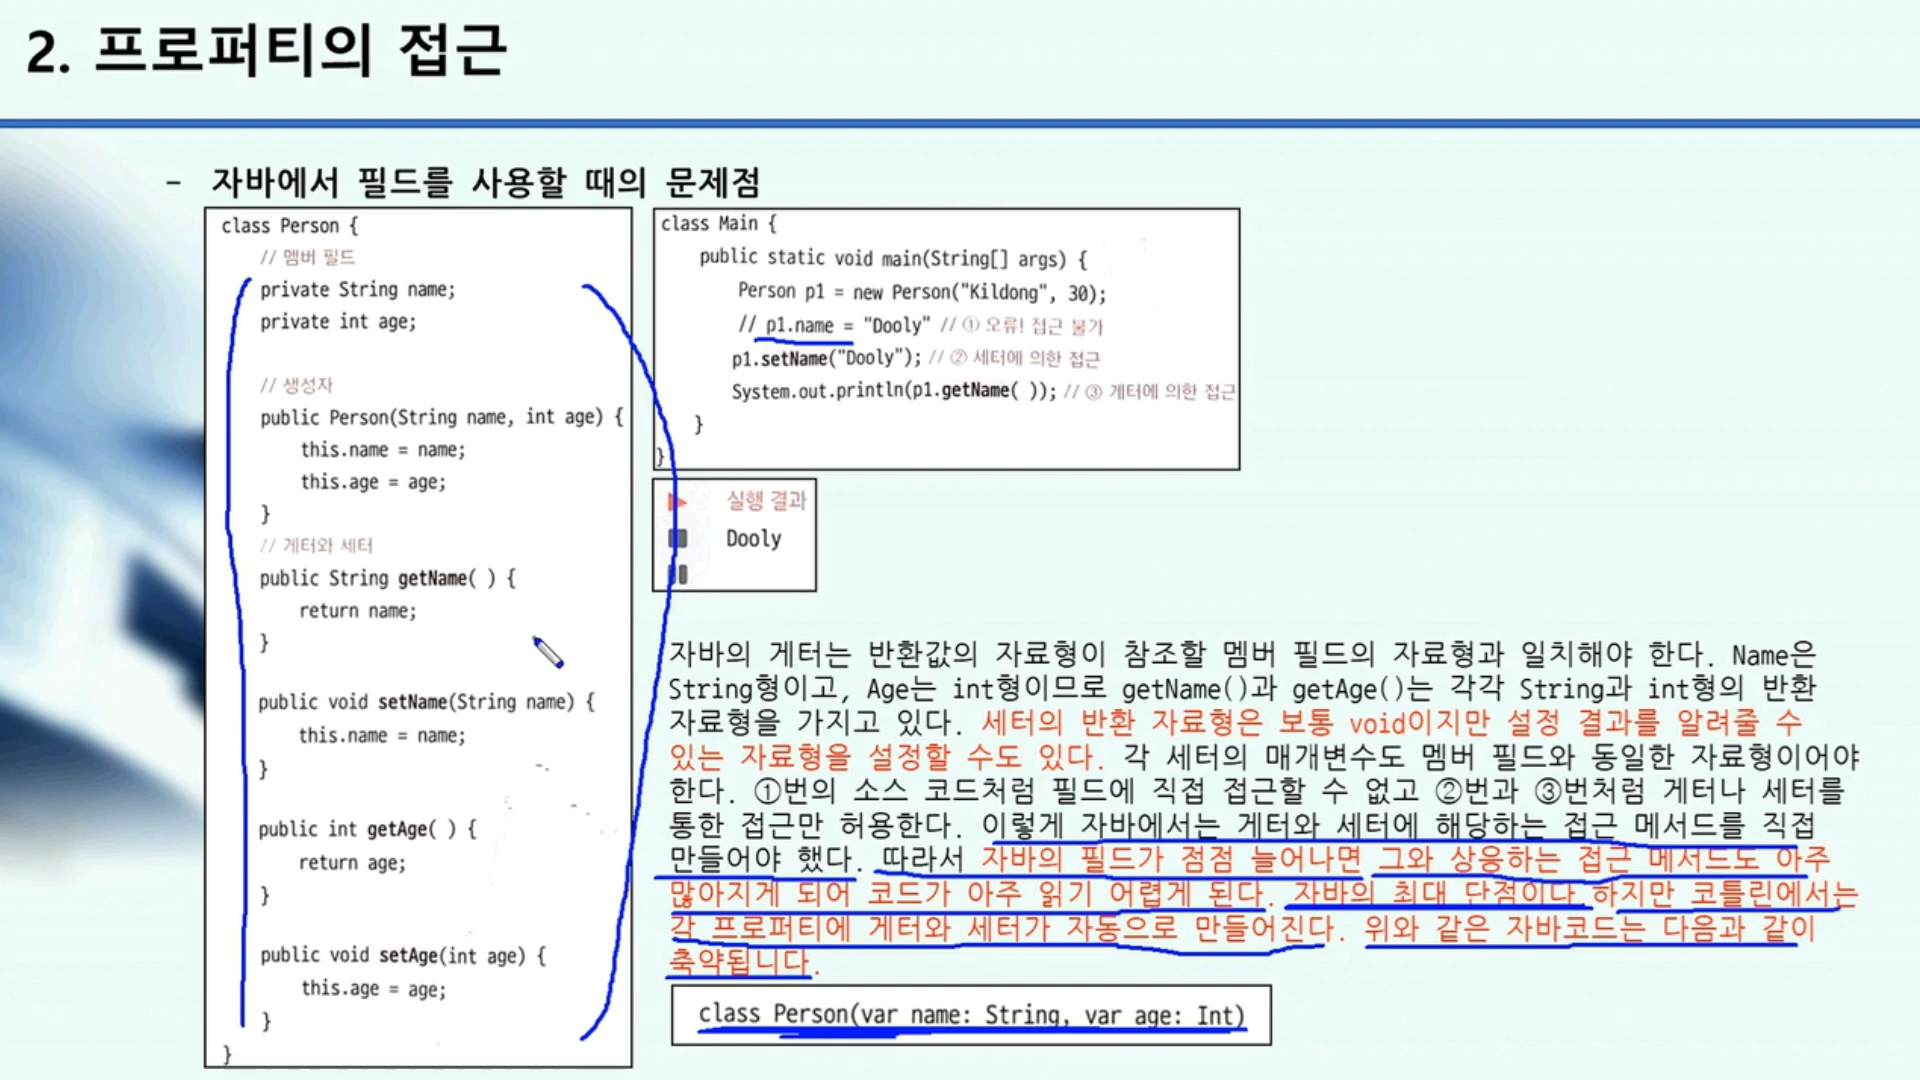 2. 프로퍼티의 접근
- 자바에서 필드를 사용할 때의 문제점
class Person {
// 멤버 필드
private String name;
private int age;
// 생성자
public Person(String name, int age) {
this.name = name;
this.age = age;
}
// 게터와 세터
public String getName( ) {
return name;
}
public void setName(String name) {
this.name = name;
}
public int getAge( ) {
return age;
}
public void setAge(int age) {
this.age = age;
}
}
class Main {
public static void main(String[] args) {
Person p1 = new Person("Kildong", 30);
// p1.name = "Dooly" // ① 오류! 접근 불가
p1.setName("Dooly"); // ② 세터에 의한 접근
System.out.println(p1.getName( )); // ③ 게터에 의한 접근
}
}
실행 결과
Dooly
자바의 게터는 반환값의 자료형이 참조할 멤버 필드의 자료형과 일치해야 한다. Name은
String형이고, Age는 int형이므로 getName()과 getAge()는 각각 String과 int형의 반환
자료형을 가지고 있다. 세터의 반환 자료형은 보통 void이지만 설정 결과를 알려줄 수
있는 자료형을 설정할 수도 있다. 각 세터의 매개변수도 멤버 필드와 동일한 자료형이어야
한다. ①번의 소스 코드처럼 필드에 직접 접근할 수 없고 ②번과 ③번처럼 게터나 세터를
통한 접근만 허용한다. 이렇게 자바에서는 게터와 세터에 해당하는 접근 메서드를 직접
만들어야 했다. 따라서 자바의 필드가 점점 늘어나면 그와 상응하는 접근 메서드도 아주
많아지게 되어 코드가 아주 읽기 어렵게 된다. 자바의 최대 단점이다 하지만 코틀린에서는
각 프로퍼티에 게터와 세터가 자동으로 만들어진다. 위와 같은 자바코드는 다음과 같이
축약됩니다.
class Person(var name: String, var age: Int)